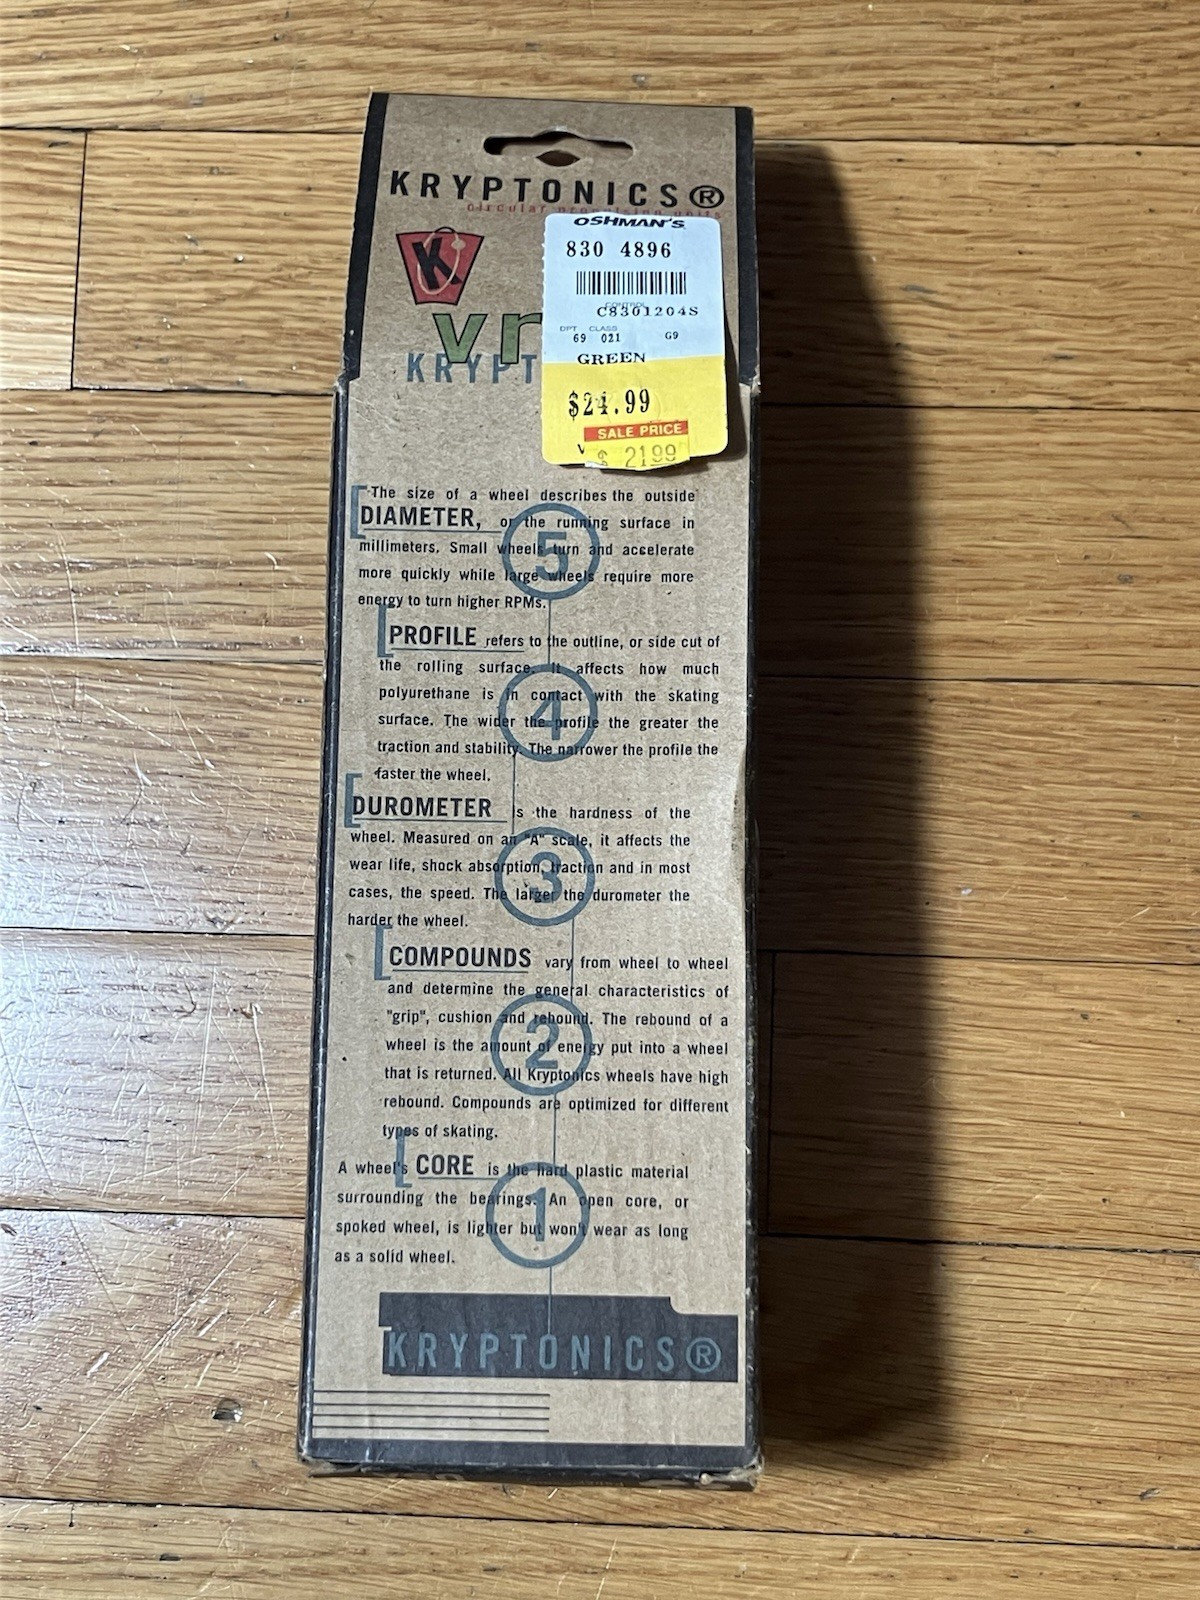 KRYPTONICS®
circular precision units
OSHMAN'S
830 4896
CONTROL
C8301204S
DPT CLASS
69 021 G9
GREEN
$24.99
SALE PRICE
$ 21.99
K
vr
KRYPT
The size of a wheel describes the outside
DIAMETER, or the running surface in
millimeters. Small wheels turn and accelerate
more quickly while large wheels require more
energy to turn higher RPMs.
5
PROFILE refers to the outline, or side cut of
the rolling surface. It affects how much
polyurethane is in contact with the skating
surface. The wider the profile the greater the
traction and stability. The narrower the profile the
faster the wheel.
4
DUROMETER is the hardness of the
wheel. Measured on an "A" scale, it affects the
wear life, shock absorption, traction and in most
cases, the speed. The larger the durometer the
harder the wheel.
3
COMPOUNDS vary from wheel to wheel
and determine the general characteristics of
"grip", cushion and rebound. The rebound of a
wheel is the amount of energy put into a wheel
that is returned. All Kryptonics wheels have high
rebound. Compounds are optimized for different
types of skating.
2
A wheel's CORE is the hard plastic material
surrounding the bearings. An open core, or
spoked wheel, is lighter but won't wear as long
as a solid wheel.
1
KRYPTONICS®